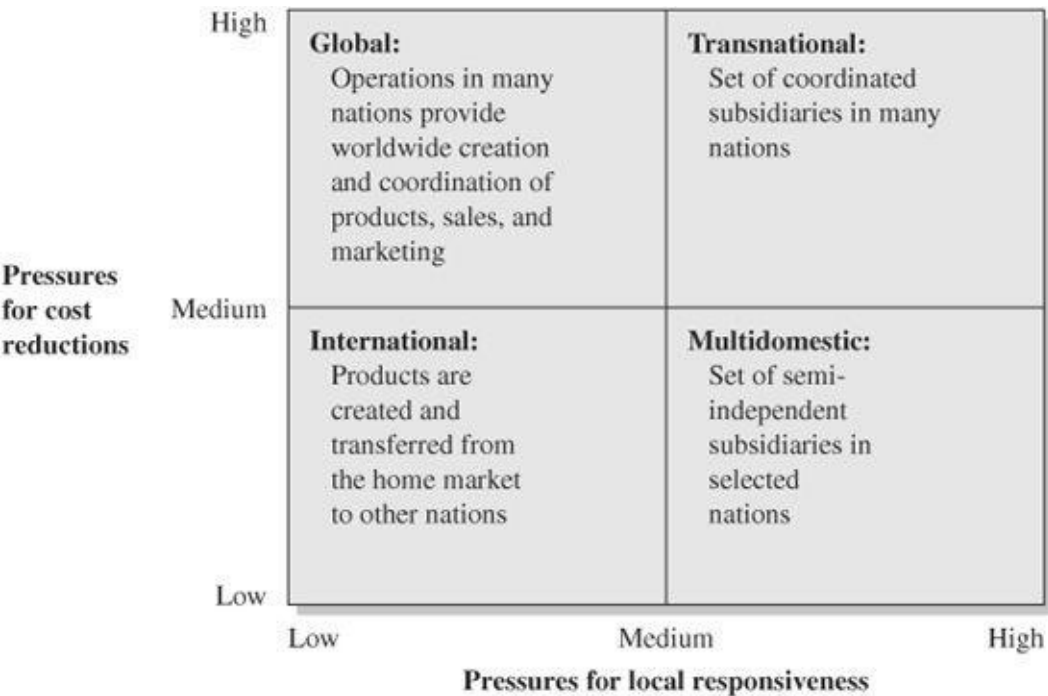 High
Global:
Operations in many
nations provide
worldwide creation
and coordination of
products, sales, and
marketing
Transnational:
Set of coordinated
subsidiaries in many
nations
Pressures
for cost
reductions
Medium
International:
Products are
created and
transferred from
the home market
to other nations
Multidomestic:
Set of semi-
independent
subsidiaries in
selected
nations
Low
Low
Medium
High
Pressures for local responsiveness